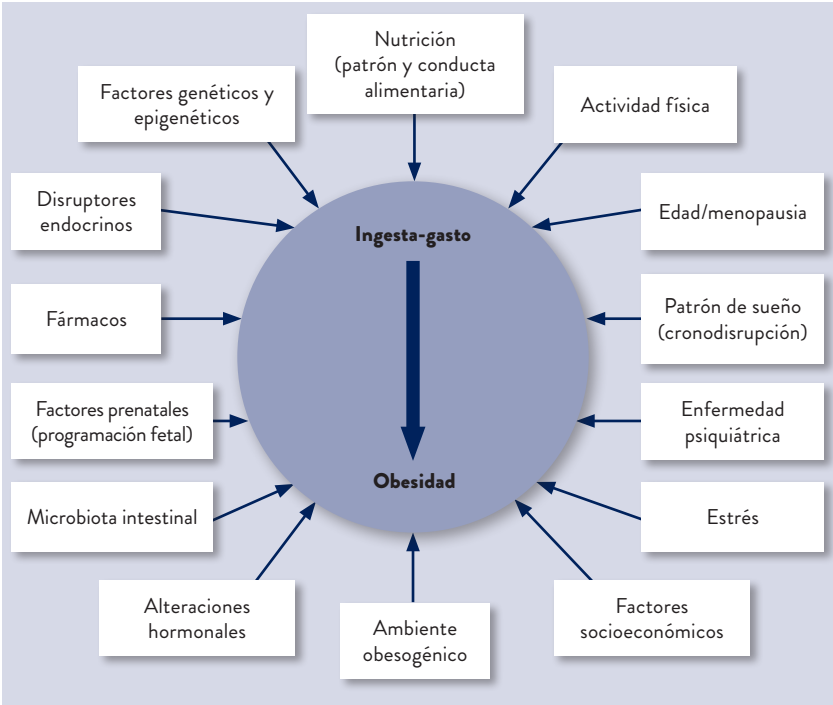 Nutrición
(patrón y conducta
alimentaria)
Factores genéticos y
epigenéticos
Actividad física
Disruptores
endocrinos
Edad/menopausia
Ingesta-gasto
Fármacos
Patrón de sueño
(cronodisrupción)
Factores prenatales
(programación fetal)
Enfermedad
psiquiátrica
Obesidad
Microbiota intestinal
Estrés
Alteraciones
hormonales
Ambiente
obesogénico
Factores
socioeconómicos